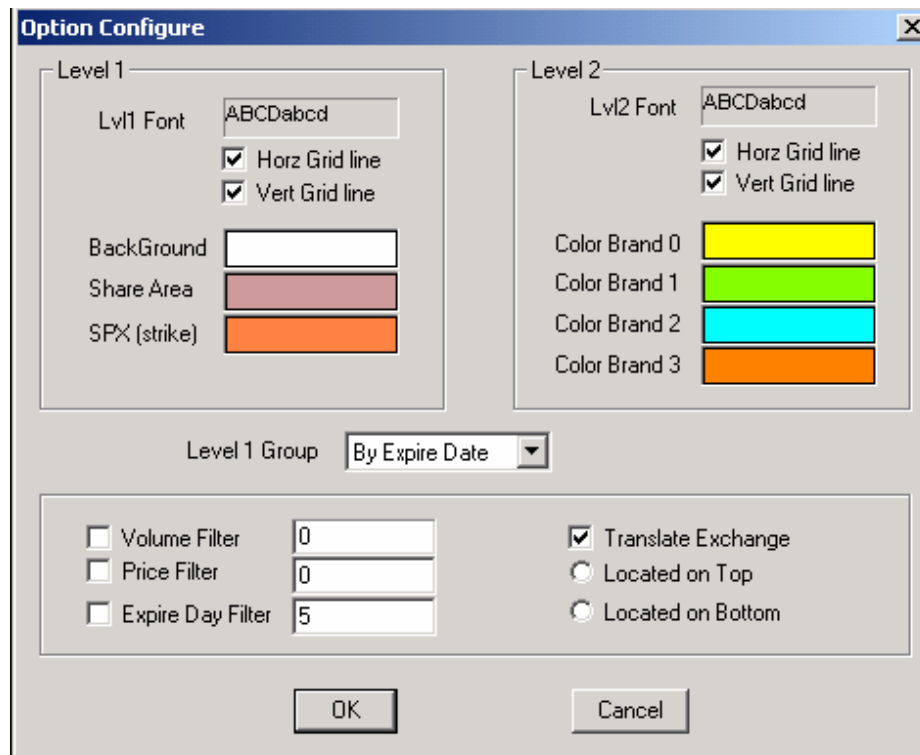 Option Configure
Level 1
Lvl1 Font ABCDabcd
Horz Grid line
Vert Grid line
BackGround
Share Area
SPX (strike)
Level 2
Lvl2 Font ABCDabcd
Horz Grid line
Vert Grid line
Color Brand 0
Color Brand 1
Color Brand 2
Color Brand 3
Level 1 Group By Expire Date
Volume Filter 0
Price Filter 0
Expire Day Filter 5
Translate Exchange
Located on Top
Located on Bottom
OK Cancel